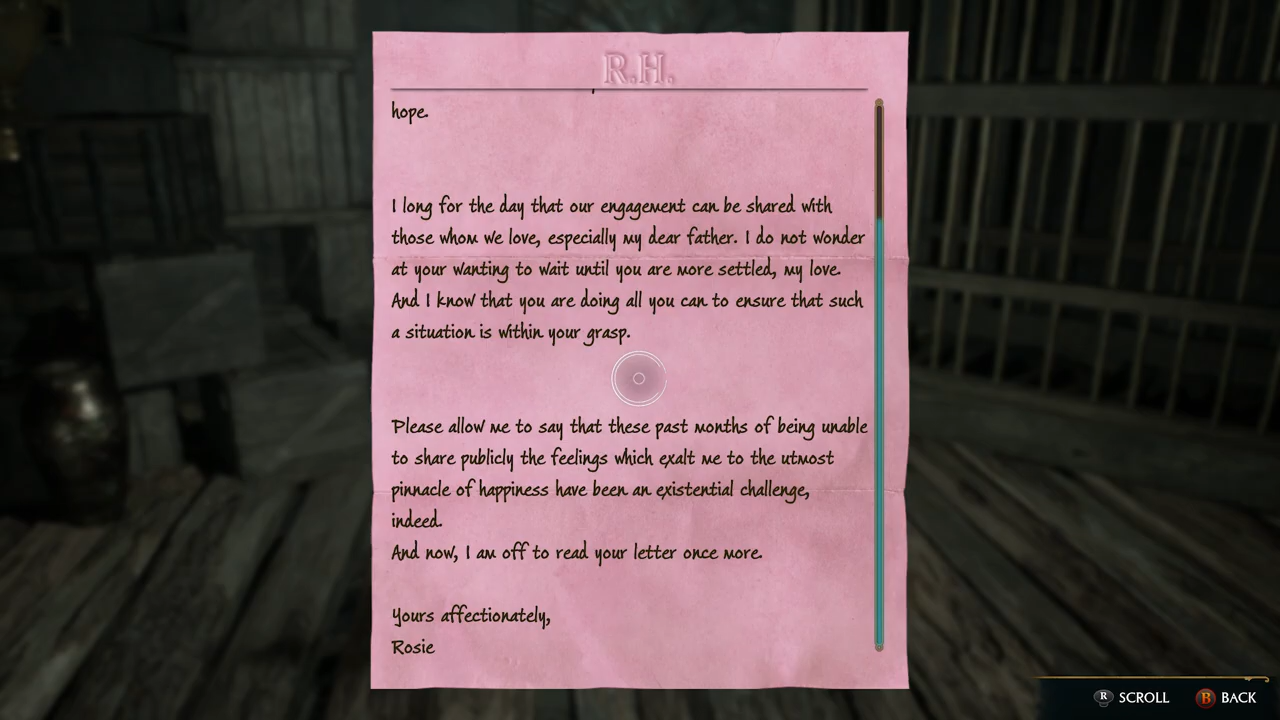 R.H.
hope.
I long for the day that our engagement can be shared with
those whom we love, especially my dear father. I do not wonder
at your wanting to wait until you are more settled, my love.
And I know that you are doing all you can to ensure that such
a situation is within your grasp.
Please allow me to say that these past months of being unable
to share publicly the feelings which exalt me to the utmost
pinnacle of happiness have been an existential challenge,
indeed.
And now, I am off to read your letter once more.
Yours affectionately,
Rosie
R SCROLL B BACK